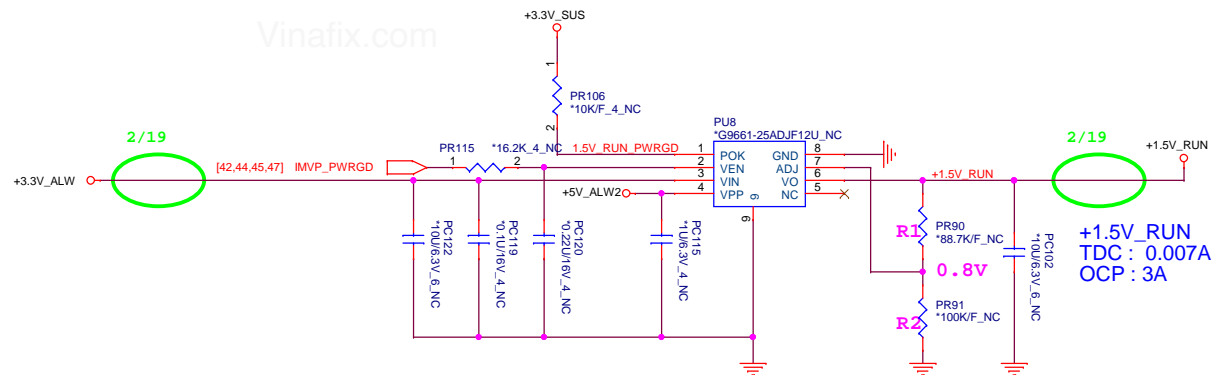 Vinafix.com
+3.3V_SUS
1
PR106
*10K/F_4_NC
2
PU8
*G9661-25ADJF12U_NC
2/19
2/19
+1.5V_RUN
PR115
*16.2K_4_NC
1.5V_RUN_PWRGD
1
POK
GND
8
[42,44,45,47]
IMVP_PWRGD
1
2
2
VEN
ADJ
7
+3.3V_ALW
3
VIN
VO
6
+1.5V_RUN
+5V_ALW2
4
VPP
9
NC
5
9
PC122
*10U/6.3V_6_NC
PC119
*0.1U/16V_4_NC
PC120
*0.22U/16V_4_NC
PC115
*1U/6.3V_4_NC
R1
PR90
*88.7K/F_NC
PC102
*10U/6.3V_6_NC
+1.5V_RUN
TDC : 0.007A
OCP : 3A
0.8V
R2
PR91
*100K/F_NC